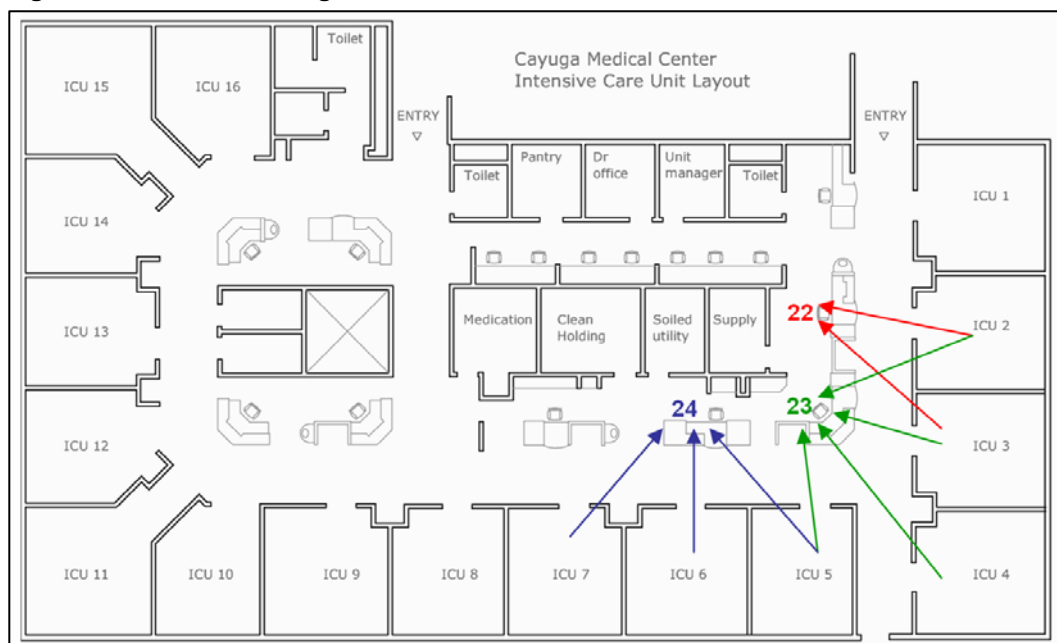 Toilet
Cayuga Medical Center
Intensive Care Unit Layout
ICU 15
ICU 16
ENTRY
ENTRY
Pantry
Dr
office
Unit
manager
Toilet
Toilet
ICU 1
ICU 14
ICU 13
Medication
Clean
Holding
Soiled
utility
Supply
22
ICU 2
24
23
ICU 12
ICU 3
ICU 11
ICU 10
ICU 9
ICU 8
ICU 7
ICU 6
ICU 5
ICU 4